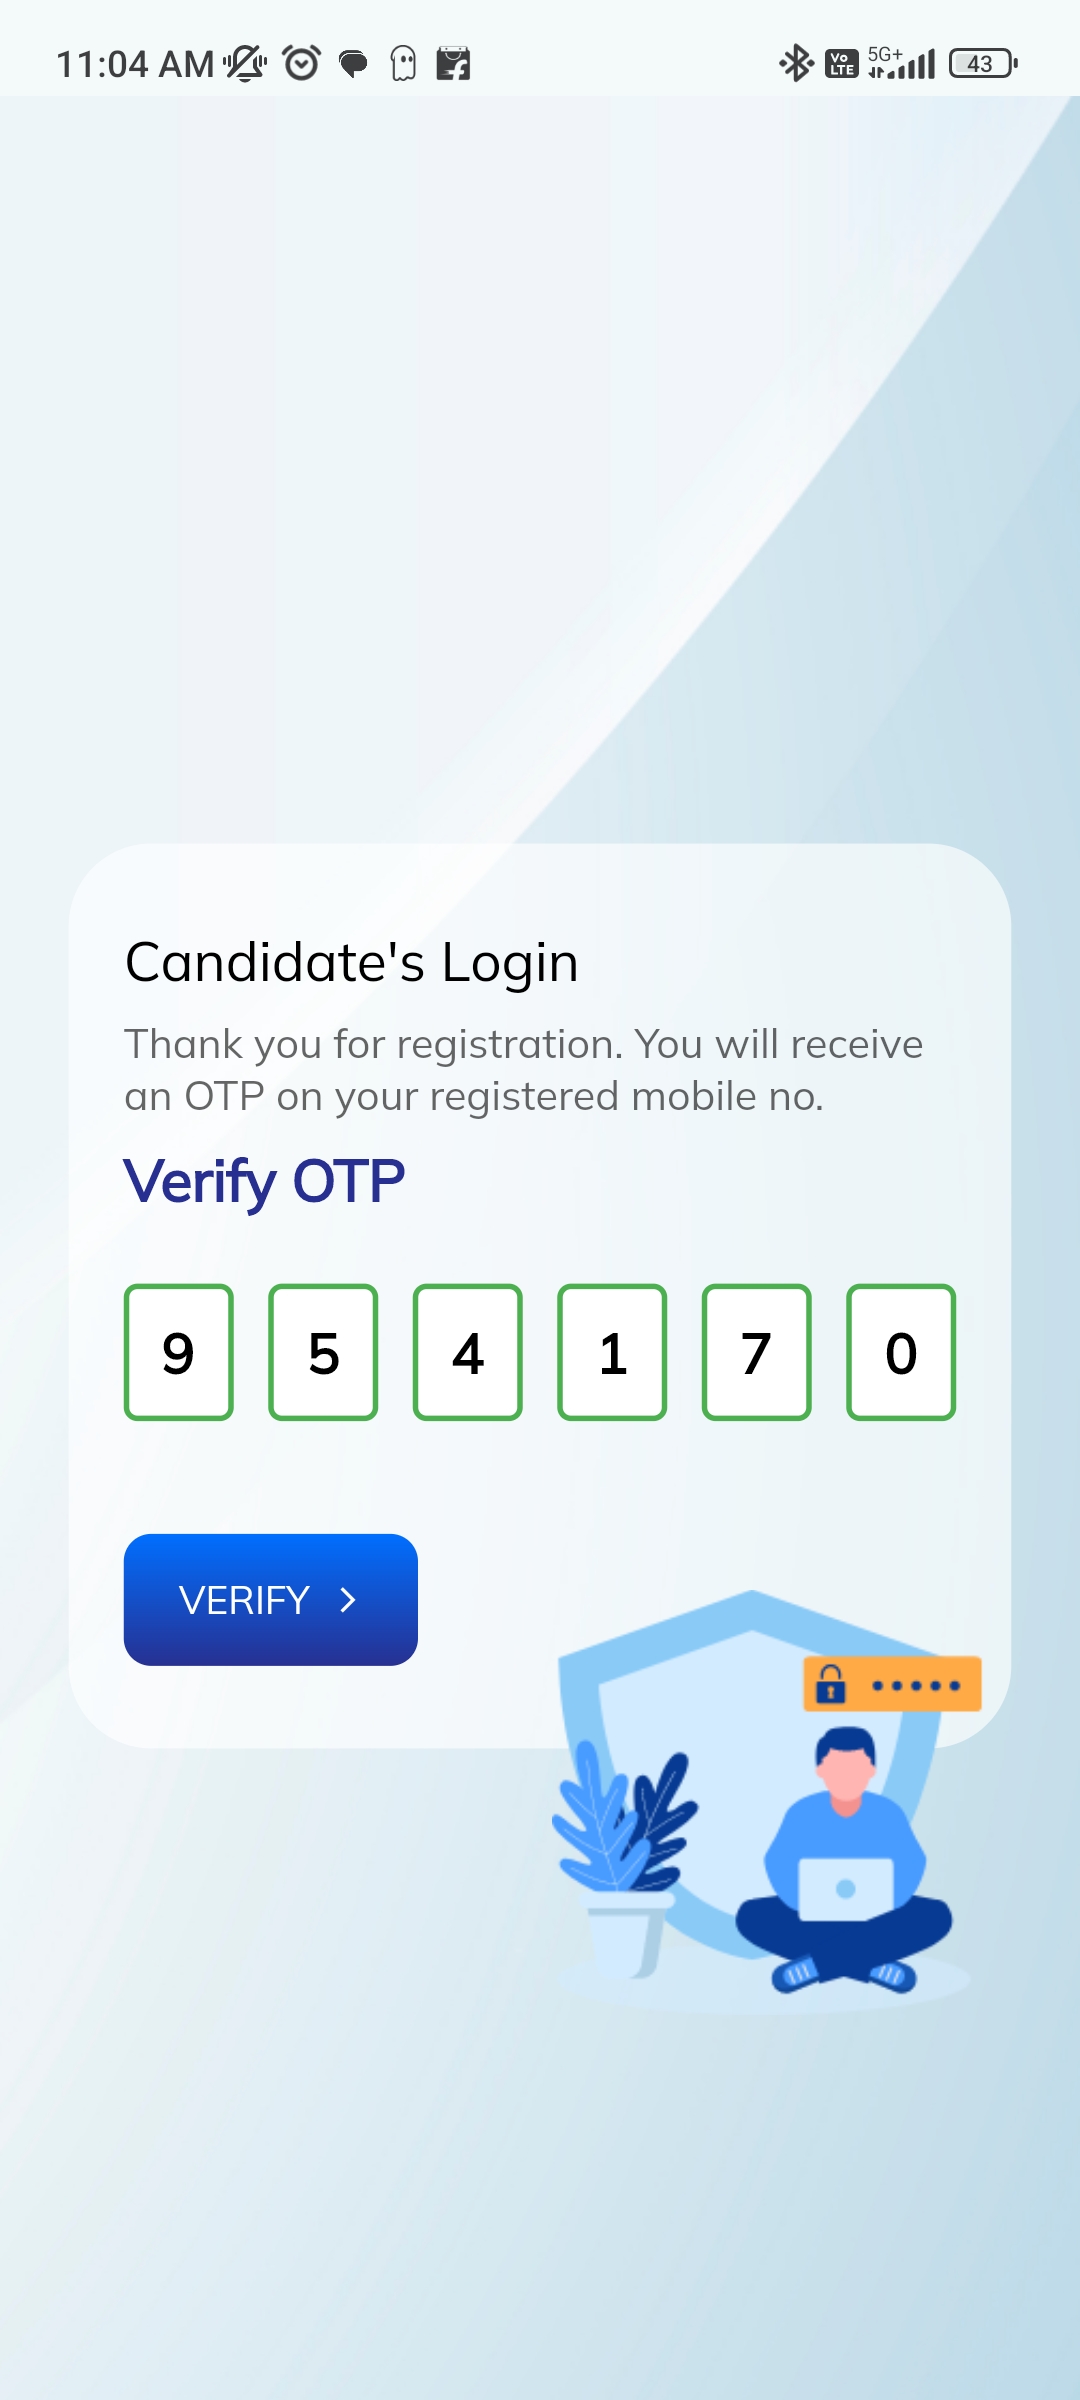 11:04 AM
Vo LTE 5G+ 43
Candidate's Login
Thank you for registration. You will receive
an OTP on your registered mobile no.
Verify OTP
9 5 4 1 7 0
VERIFY